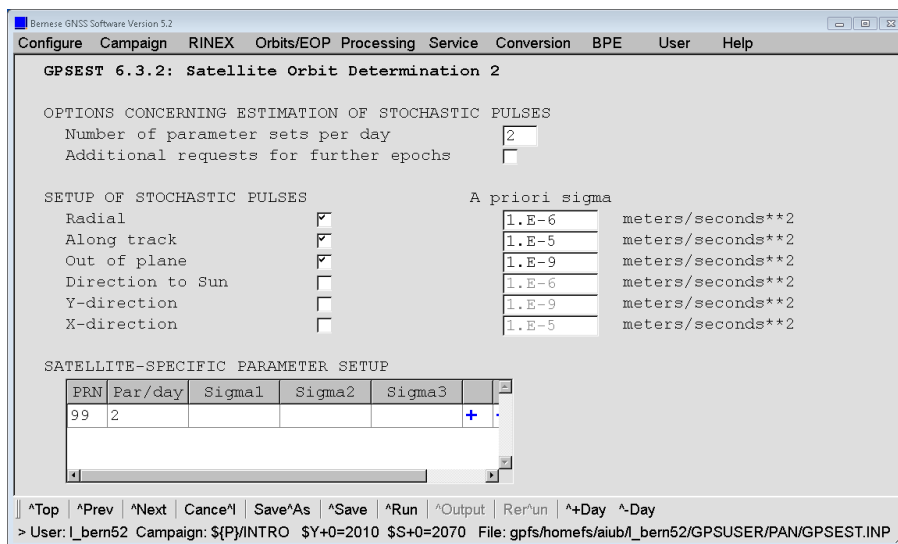 Bernese GNSS Software Version 5.2
Configure Campaign RINEX Orbits/EOP Processing Service Conversion BPE User Help
GPSEST 6.3.2: Satellite Orbit Determination 2
OPTIONS CONCERNING ESTIMATION OF STOCHASTIC PULSES
Number of parameter sets per day 2
Additional requests for further epochs
SETUP OF STOCHASTIC PULSES A priori sigma
Radial 1.E-6 meters/seconds**2
Along track 1.E-5 meters/seconds**2
Out of plane 1.E-9 meters/seconds**2
Direction to Sun 1.E-6 meters/seconds**2
Y-direction 1.E-9 meters/seconds**2
X-direction 1.E-5 meters/seconds**2
SATELLITE-SPECIFIC PARAMETER SETUP
PRN Par/day Sigma1 Sigma2 Sigma3
99 2 + -
^Top ^Prev ^Next Cance^l Save^As ^Save ^Run ^Output Rer^un ^+Day ^-Day
> User: l_bern52 Campaign: ${P}/INTRO $Y+0=2010 $S+0=2070 File: gpfs/homefs/aiub/l_bern52/GPSUSER/PAN/GPSEST.INP